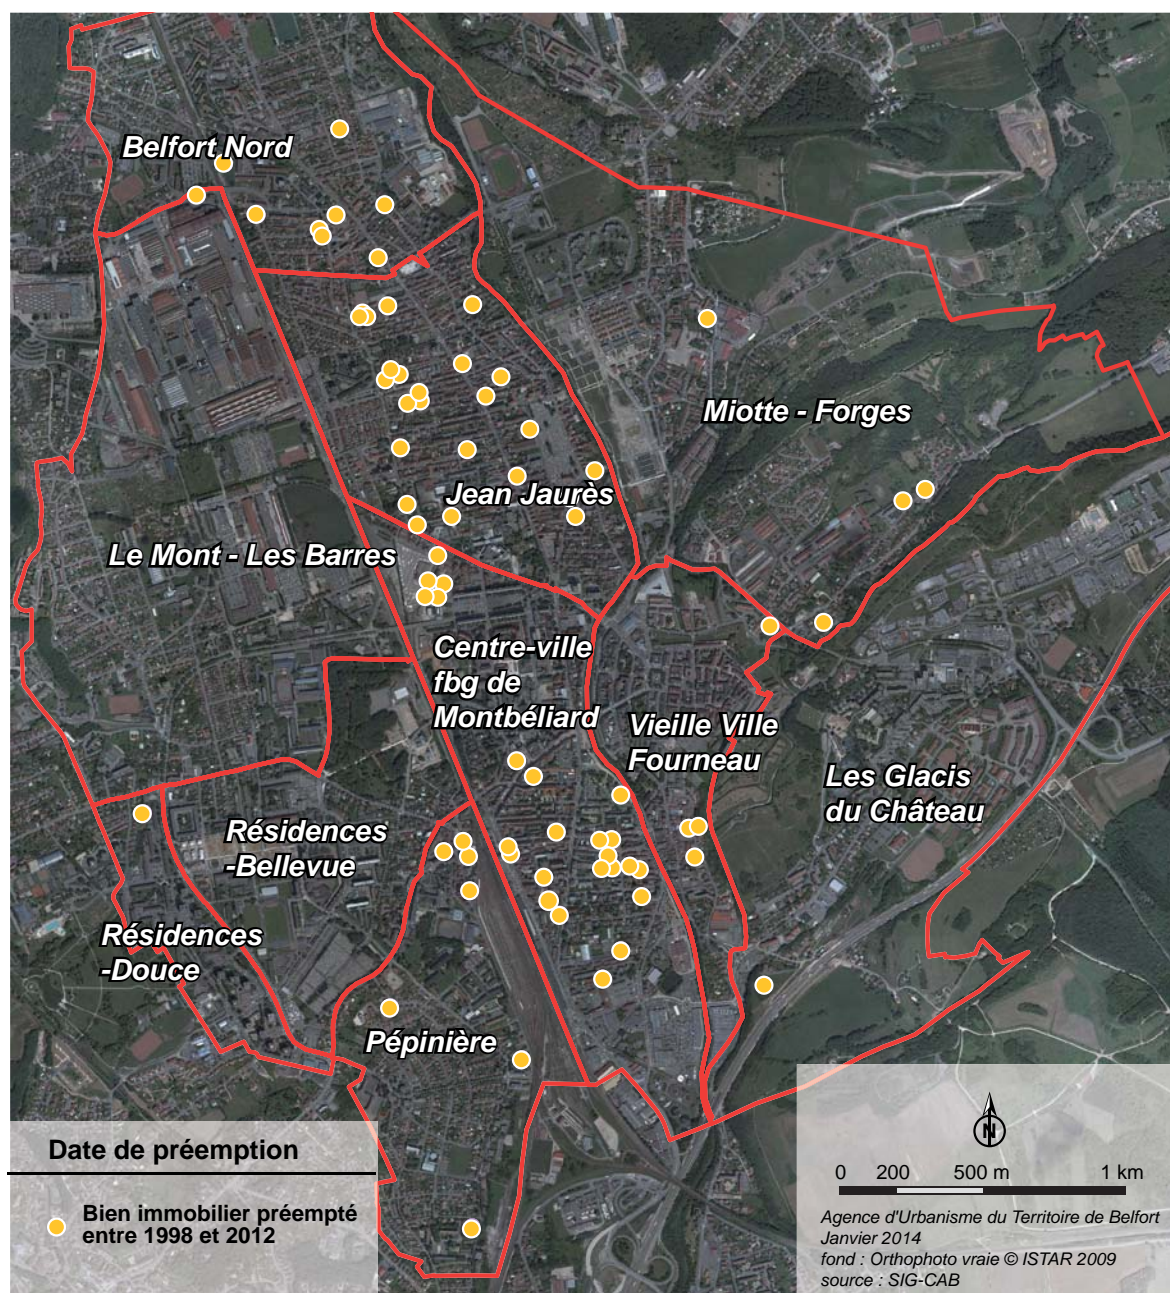 Belfort Nord
Miotte - Forges
Jean Jaurès
Le Mont - Les Barres
Centre-ville
fbg de
Montbéliard
Vieille Ville
Fourneau
Les Glacis
du Château
Résidences
-Bellevue
Résidences
-Douce
Pépinière
Date de préemption
Bien immobilier préempté
entre 1998 et 2012
N
0 200 500 m 1 km
Agence d'Urbanisme du Territoire de Belfort
Janvier 2014
fond : Orthophoto vraie © ISTAR 2009
source : SIG-CAB